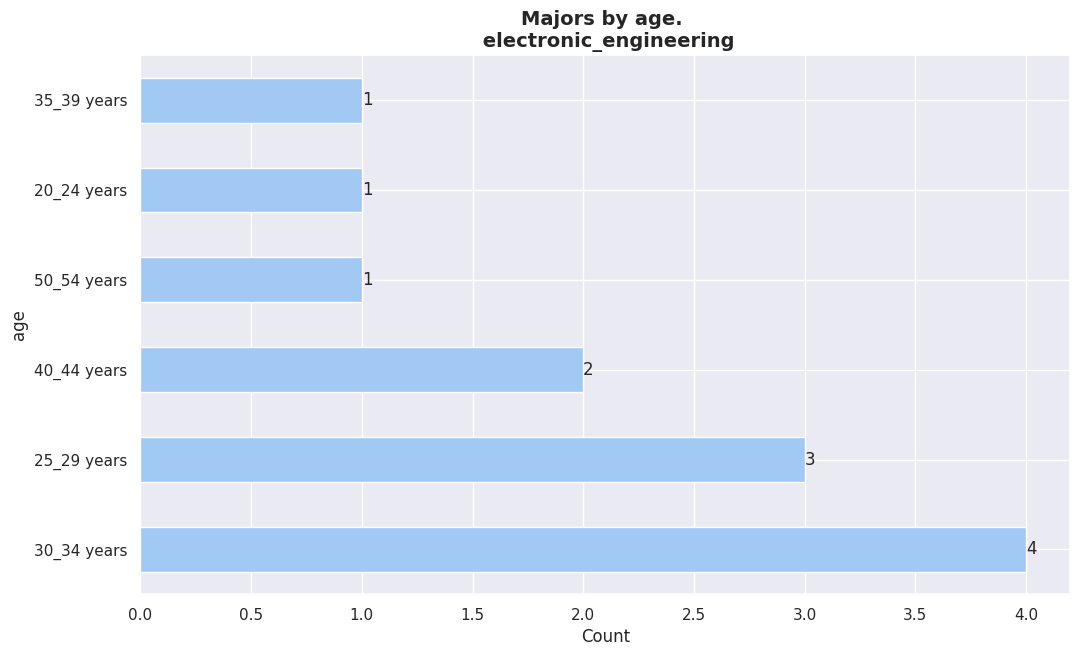 Majors by age.
electronic_engineering
35_39 years
1
20_24 years
1
50_54 years
1
40_44 years
2
25_29 years
3
30_34 years
4
age
0.0 0.5 1.0 1.5 2.0 2.5 3.0 3.5 4.0
Count